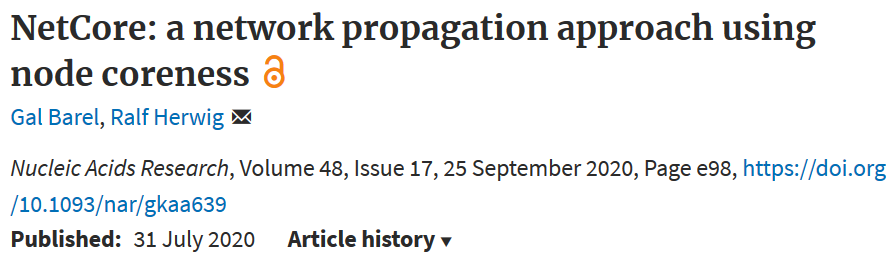 NetCore: a network propagation approach using
node coreness
Gal Barel, Ralf Herwig
Nucleic Acids Research, Volume 48, Issue 17, 25 September 2020, Page e98, https://doi.org
/10.1093/nar/gkaa639
Published: 31 July 2020 Article history ▼